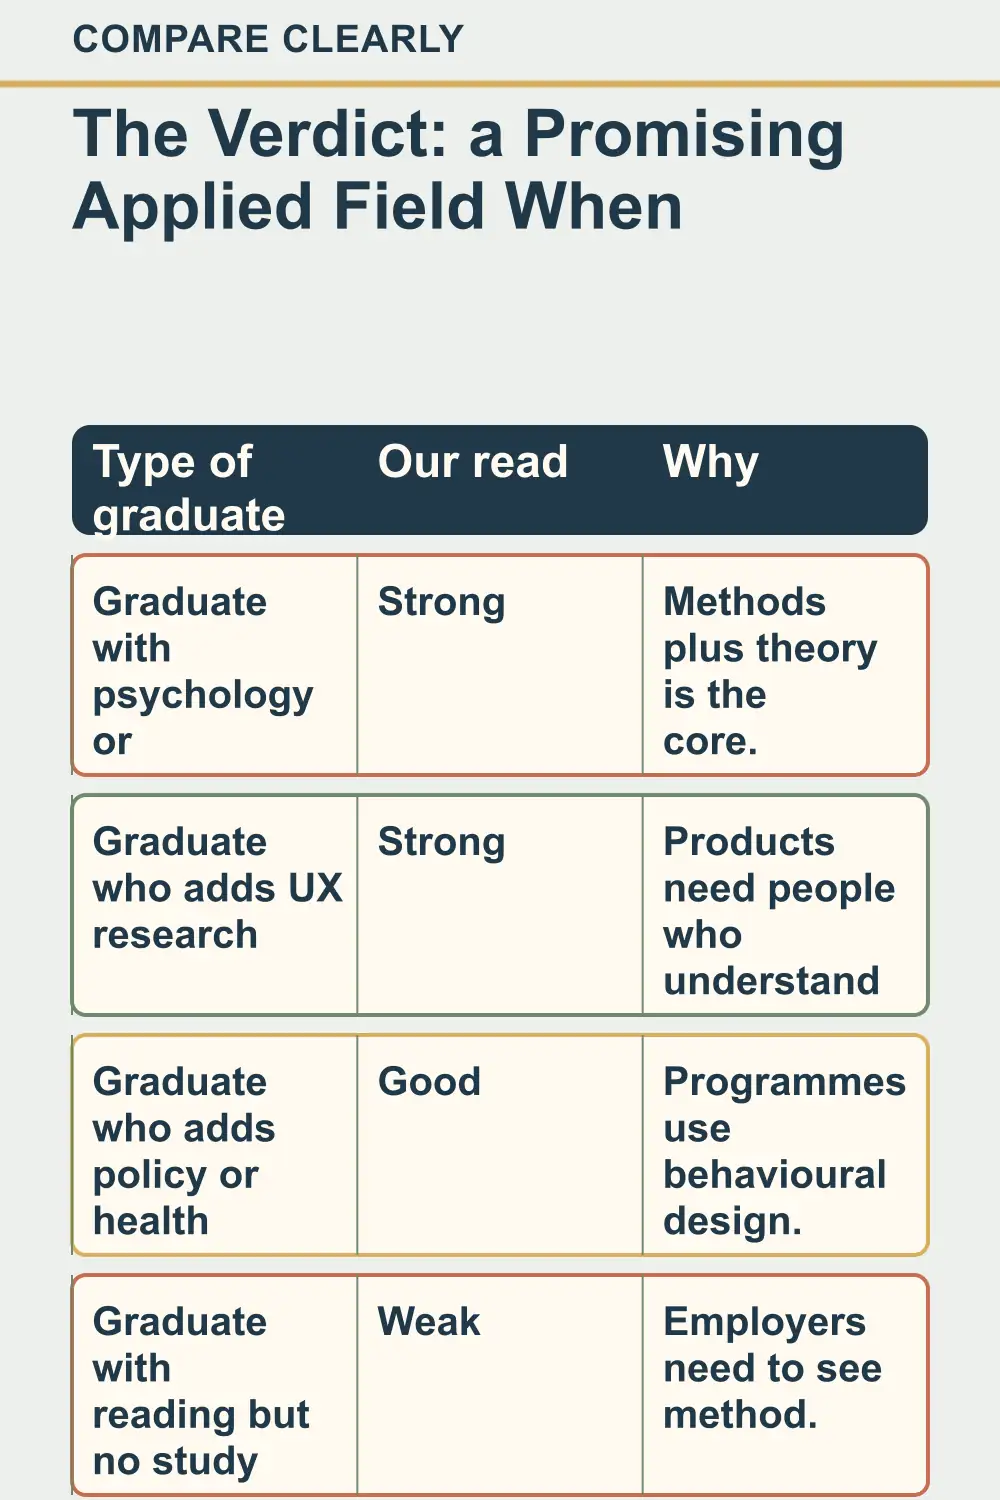 COMPARE CLEARLY
The Verdict: a Promising
Applied Field When
Type of
graduate
Our read
Why
Graduate
with
psychology
or
Strong
Methods
plus theory
is the
core.
Graduate
who adds UX
research
Strong
Products
need people
who
understand
Graduate
who adds
policy or
health
Good
Programmes
use
behavioural
design.
Graduate
with
reading but
no study
Weak
Employers
need to see
method.